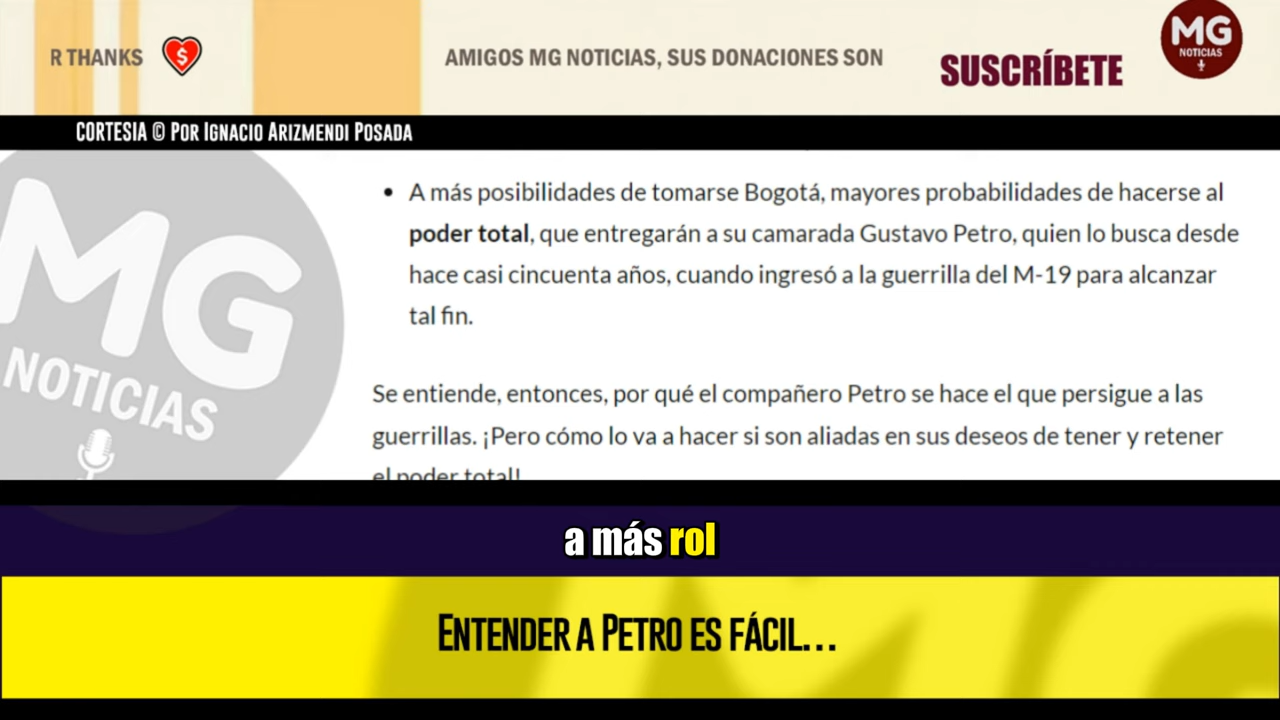 R THANKS
AMIGOS MG NOTICIAS, SUS DONACIONES SON
SUSCRÍBETE
MG
NOTICIAS
CORTESIA © POR IGNACIO ARIZMENDI POSADA
MG
NOTICIAS
• A más posibilidades de tomarse Bogotá, mayores probabilidades de hacerse al
poder total, que entregarán a su camarada Gustavo Petro, quien lo busca desde
hace casi cincuenta años, cuando ingresó a la guerrilla del M-19 para alcanzar
tal fin.
Se entiende, entonces, por qué el compañero Petro se hace el que persigue a las
guerrillas. ¡Pero cómo lo va a hacer si son aliadas en sus deseos de tener y retener
el poder total!
a más rol
ENTENDER A PETRO ES FÁCIL...